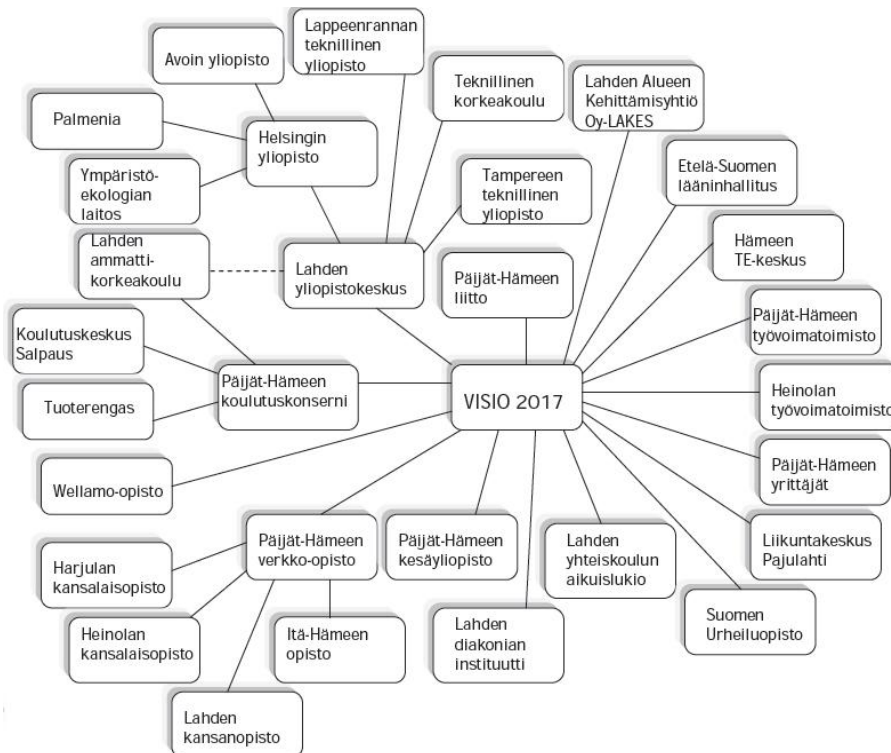 Lappeenrannan
teknillinen
yliopisto
Avoin yliopisto
Teknillinen
korkeakoulu
Lahden Alueen
Kehittämisyhtiö
Oy-LAKES
Palmenia
Helsingin
yliopisto
Ympäristö-
ekologian
laitos
Tampereen
teknillinen
yliopisto
Etelä-Suomen
lääninhallitus
Lahden
ammatti-
korkeakoulu
Lahden
yliopistokeskus
Päijät-Hämeen
liitto
Hämeen
TE-keskus
Koulutuskeskus
Salpaus
Päijät-Hämeen
koulutuskonserni
VISIO 2017
Päijät-Hämeen
työvoimatoimisto
Tuoterengas
Heinolan
työvoimatoimisto
Wellamo-opisto
Päijät-Hämeen
yrittäjät
Harjulan
kansalaisopisto
Päijät-Hämeen
verkko-opisto
Päijät-Hämeen
kesäyliopisto
Lahden
yhteiskoulun
aikuislukio
Liikuntakeskus
Pajulahti
Heinolan
kansalaisopisto
Itä-Hämeen
opisto
Lahden
diakonian
instituutti
Suomen
Urheiluopisto
Lahden
kansanopisto